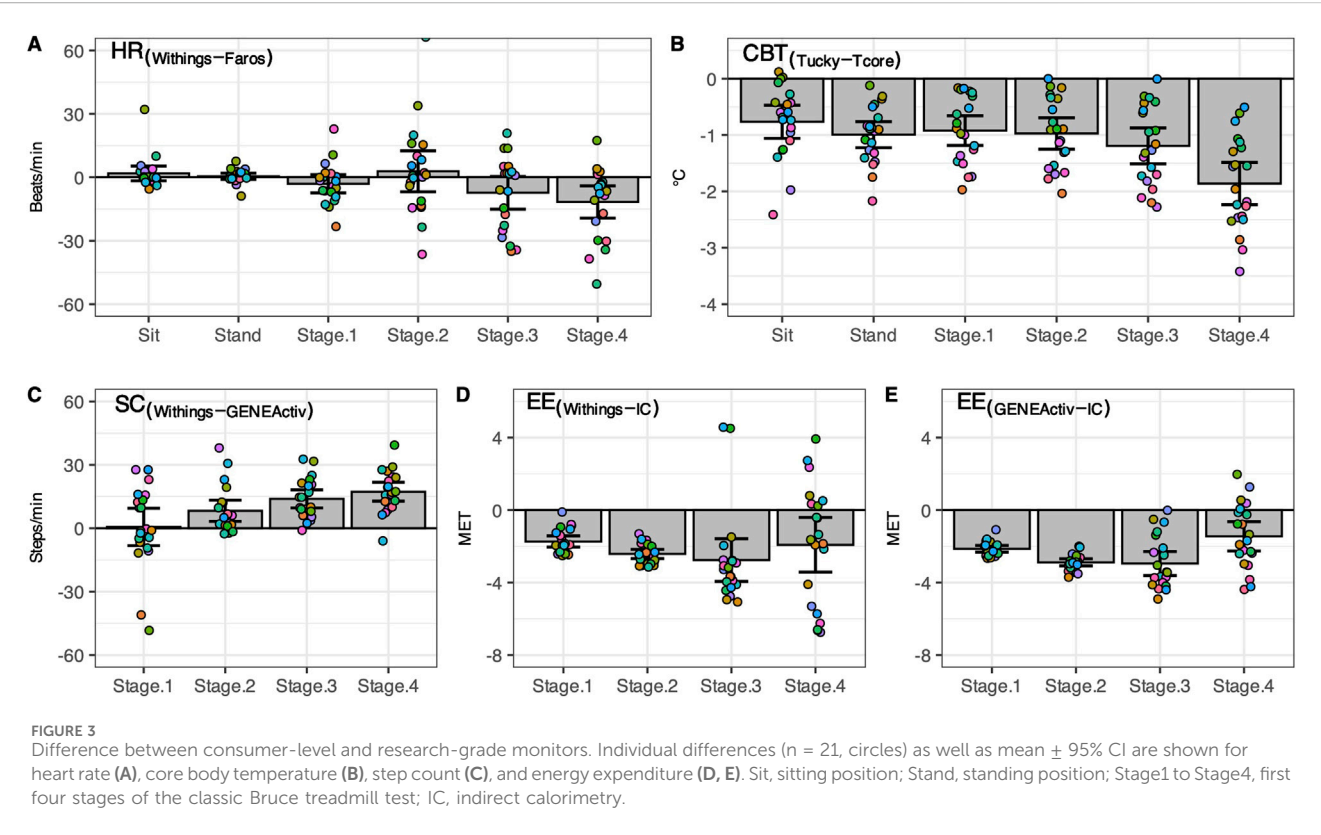 A
HR(Withings−Faros)
60
30
0
-30
-60
Beats/min
Sit
Stand
Stage.1
Stage.2
Stage.3
Stage.4
B
CBT(Tucky−Tcore)
0
-1
-2
-3
-4
°C
Sit
Stand
Stage.1
Stage.2
Stage.3
Stage.4
C
SC(Withings−GENEActiv)
60
30
0
-30
-60
Steps/min
Stage.1
Stage.2
Stage.3
Stage.4
D
EE(Withings−IC)
4
0
-4
-8
MET
Stage.1
Stage.2
Stage.3
Stage.4
E
EE(GENEActiv−IC)
4
0
-4
-8
MET
Stage.1
Stage.2
Stage.3
Stage.4
FIGURE 3
Difference between consumer-level and research-grade monitors. Individual differences (n = 21, circles) as well as mean ± 95% CI are shown for
heart rate (A), core body temperature (B), step count (C), and energy expenditure (D, E). Sit, sitting position; Stand, standing position; Stage1 to Stage4, first
four stages of the classic Bruce treadmill test; IC, indirect calorimetry.